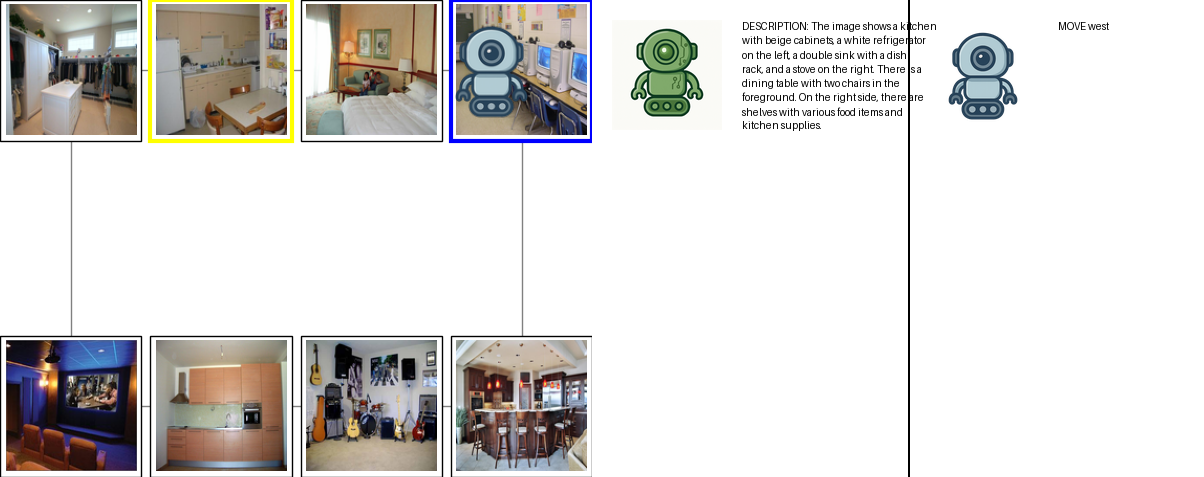 DESCRIPTION: The image shows a kitchen
with beige cabinets, a white refrigerator
on the left, a double sink with a dish
rack, and a stove on the right. There is a
dining table with two chairs in the
foreground. On the right side, there are
shelves with various food items and
kitchen supplies.
MOVE west